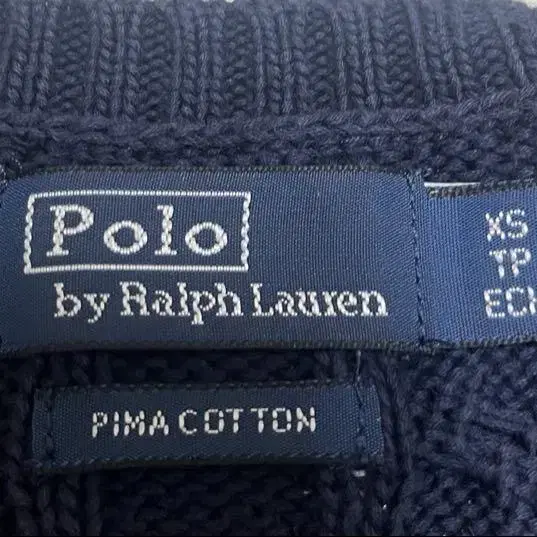 Polo
by Ralph Lauren
XS
TP
PIMA COTTON